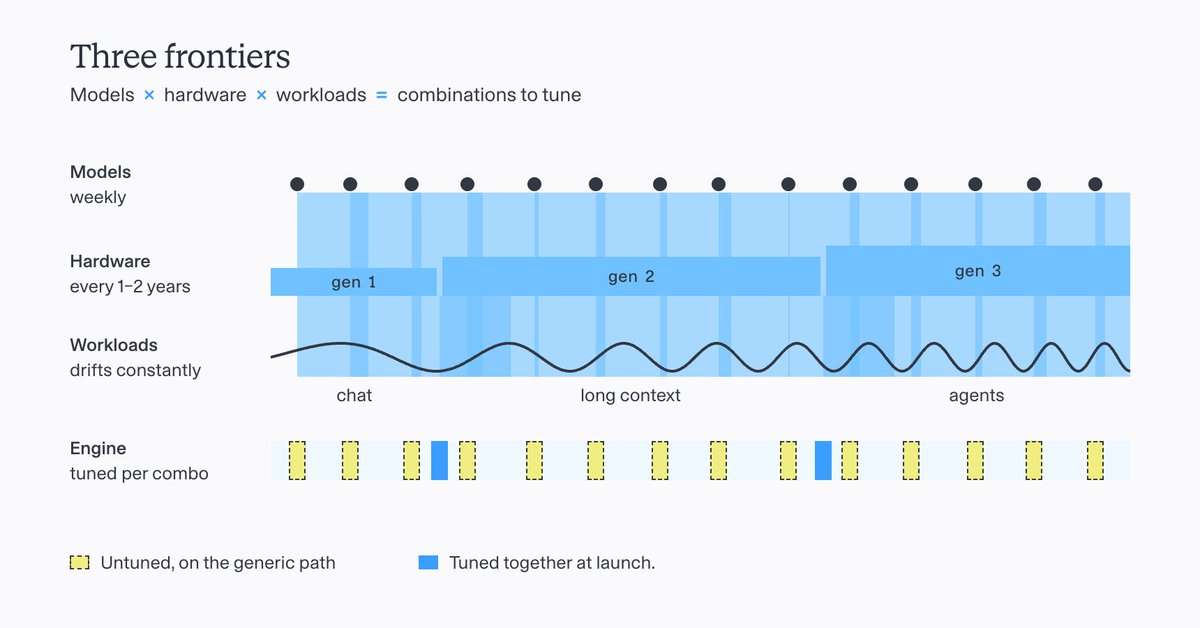 Three frontiers
Models × hardware × workloads = combinations to tune
Models
weekly
Hardware
every 1–2 years
gen 1
gen 2
gen 3
Workloads
drifts constantly
chat
long context
agents
Engine
tuned per combo
Untuned, on the generic path
Tuned together at launch.